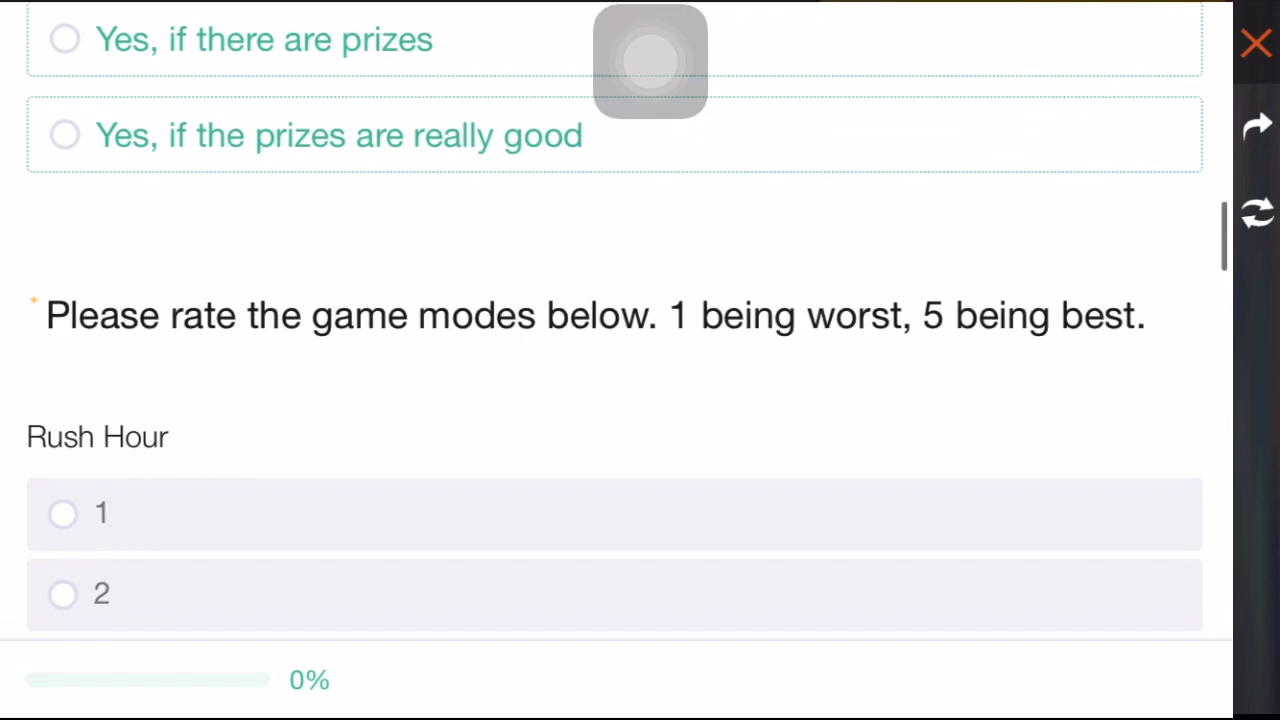 Yes, if there are prizes
Yes, if the prizes are really good
* Please rate the game modes below. 1 being worst, 5 being best.
Rush Hour
1
2
0%